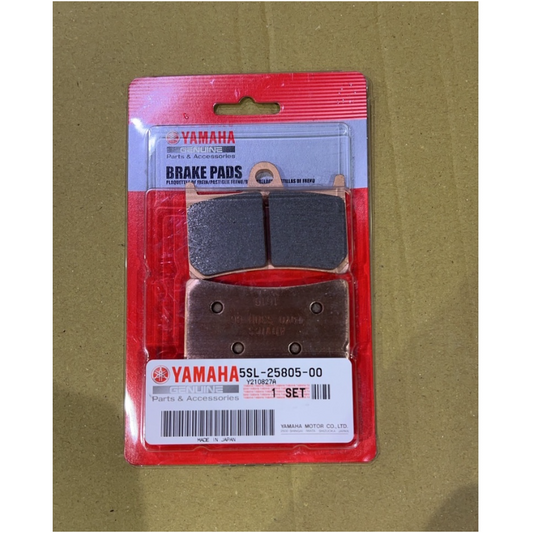 YAMAHA
GENUINE
Parts & Accessories
BRAKE PADS
YAMAHA 5SL-25805-00
GENUINE Y210827A
Parts & Accessories 1 SET
YAMAHA MOTOR CO.,LTD.
MADE IN JAPAN